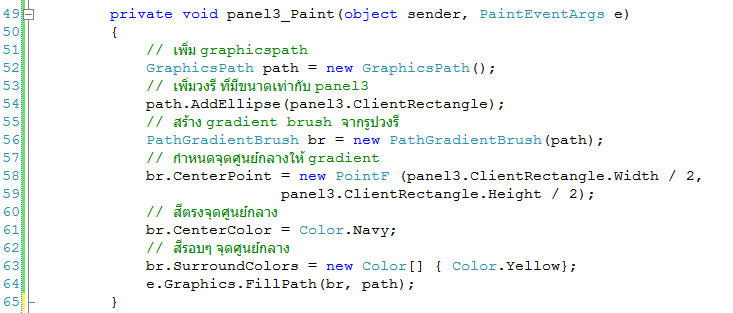 49 private void panel3_Paint(object sender, PaintEventArgs e)
50 {
51 // เพิ่ม graphicspath
52 GraphicsPath path = new GraphicsPath();
53 // เพิ่มวงรี ที่มีขนาดเท่ากับ panel3
54 path.AddEllipse(panel3.ClientRectangle);
55 // สร้าง gradient brush จากรูปวงรี
56 PathGradientBrush br = new PathGradientBrush(path);
57 // กำหนดจุดศูนย์กลางให้ gradient
58 br.CenterPoint = new PointF (panel3.ClientRectangle.Width / 2,
59 panel3.ClientRectangle.Height / 2);
60 // สีตรงจุดศูนย์กลาง
61 br.CenterColor = Color.Navy;
62 // สีรอบๆ จุดศูนย์กลาง
63 br.SurroundColors = new Color[] { Color.Yellow};
64 e.Graphics.FillPath(br, path);
65 }